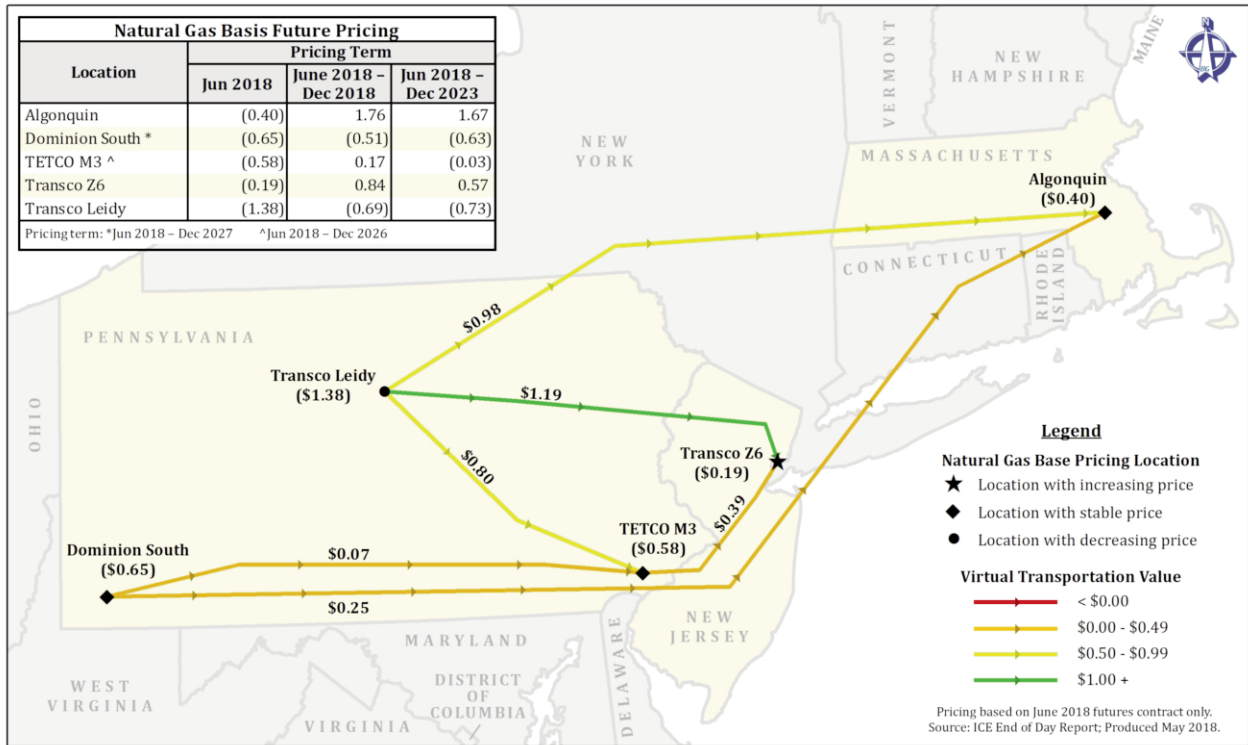 Natural Gas Basis Future Pricing
Location
Pricing Term
Jun 2018
June 2018 –
Dec 2018
Jun 2018 –
Dec 2023
Algonquin (0.40) 1.76 1.67
Dominion South * (0.65) (0.51) (0.63)
TETCO M3 ^ (0.58) 0.17 (0.03)
Transco Z6 (0.19) 0.84 0.57
Transco Leidy (1.38) (0.69) (0.73)
Pricing term: *Jun 2018 – Dec 2027 ^Jun 2018 – Dec 2026
N
MAINE
VERMONT
NEW
HAMPSHIRE
NEW
YORK
MASSACHUSETTS
Algonquin
($0.40)
CONNECTICUT
RHODE
ISLAND
PENNSYLVANIA
$0.98
Transco Leidy
($1.38)
$1.19
OHIO
$0.80
Transco Z6
($0.19)
$0.39
TETCO M3
($0.58)
Dominion South
($0.65)
$0.07
$0.25
NEW
JERSEY
MARYLAND
DELAWARE
WEST
VIRGINIA
VIRGINIA
DISTRICT
OF
COLUMBIA
Legend
Natural Gas Base Pricing Location
Location with increasing price
Location with stable price
Location with decreasing price
Virtual Transportation Value
< $0.00
$0.00 - $0.49
$0.50 - $0.99
$1.00 +
Pricing based on June 2018 futures contract only.
Source: ICE End of Day Report; Produced May 2018.